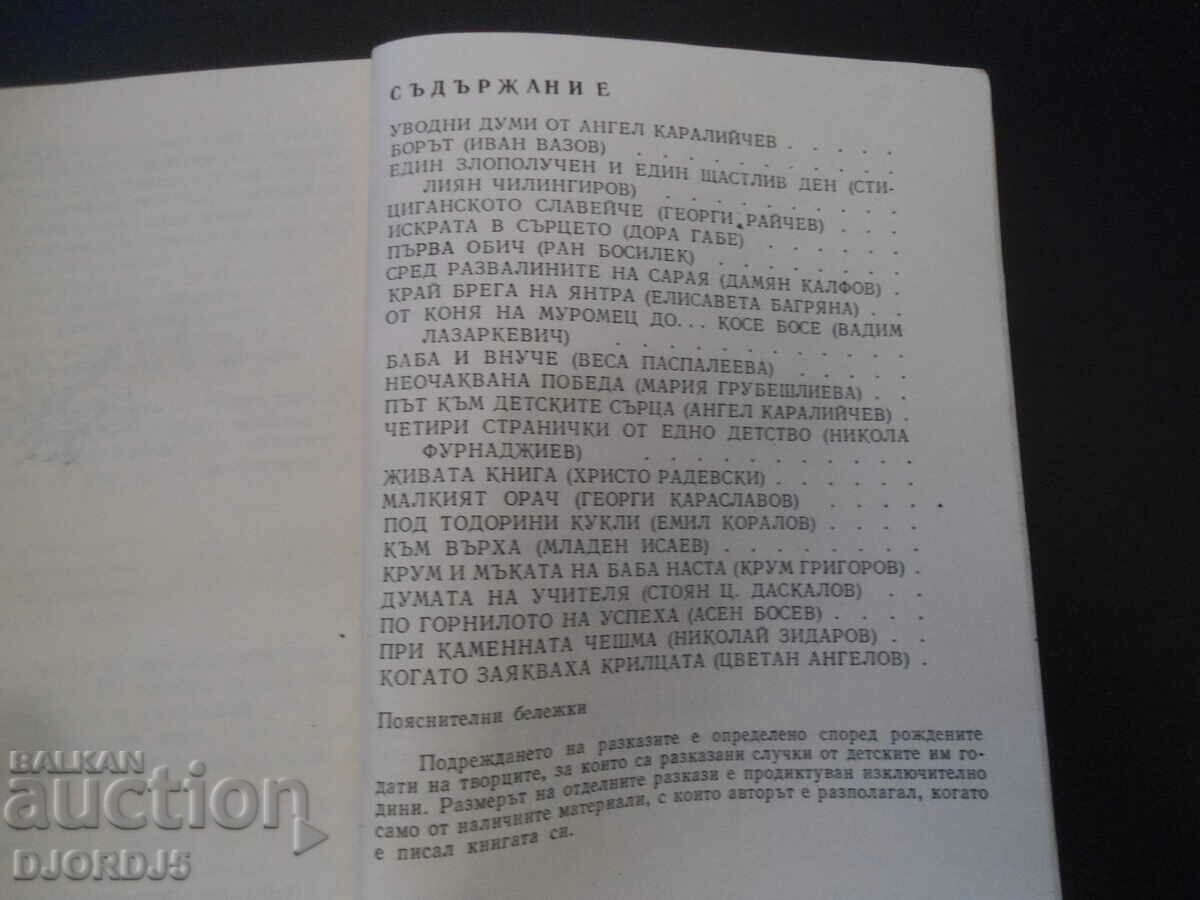 СЪДЪРЖАНИЕ
УВОДНИ ДУМИ ОТ АНГЕЛ КАРАЛИЙЧЕВ . . . . .
БОРЪТ (ИВАН ВАЗОВ) . . . . . . . . . . .
ЕДИН ЗЛОПОЛУЧЕН И ЕДИН ЩАСТЛИВ ДЕН (СТИ-
ЛИЯН ЧИЛИНГИРОВ) . . . . . . . . . .
ЦИГАНСКОТО СЛАВЕЙЧЕ (ГЕОРГИ РАЙЧЕВ) . . .
ИСКРАТА В СЪРЦЕТО (ДОРА ГАБЕ) . . . . . .
ПЪРВА ОБИЧ (РАН БОСИЛЕК) . . . . . . . .
СРЕД РАЗВАЛИНИТЕ НА САРАЯ (ДАМЯН КАЛФОВ) .
КРАЙ БРЕГА НА ЯНТРА (ЕЛИСАВЕТА БАГРЯНА) . .
ОТ КОНЯ НА МУРОМЕЦ ДО... КОСЕ БОСЕ (ВАДИМ
ЛАЗАРКЕВИЧ) . . . . . . . . . . . .
БАБА И ВНУЧЕ (ВЕСА ПАСПАЛЕЕВА) . . . . .
НЕОЧАКВАНА ПОБЕДА (МАРИЯ ГРУБЕШЛИЕВА) . .
ПЪТ КЪМ ДЕТСКИТЕ СЪРЦА (АНГЕЛ КАРАЛИЙЧЕВ) .
ЧЕТИРИ СТРАНИЧКИ ОТ ЕДНО ДЕТСТВО (НИКОЛА
ФУРНАДЖИЕВ) . . . . . . . . . . .
ЖИВАТА КНИГА (ХРИСТО РАДЕВСКИ) . . . . . .
МАЛКИЯТ ОРАЧ (ГЕОРГИ КАРАСЛАВОВ) . . . . .
ПОД ТОДОРИНИ КУКЛИ (ЕМИЛ КОРАЛОВ) . . . .
КЪМ ВЪРХА (МЛАДЕН ИСАЕВ) . . . . . . . .
КРУМ И МЪКАТА НА БАБА НАСТА (КРУМ ГРИГОРОВ) .
ДУМАТА НА УЧИТЕЛЯ (СТОЯН Ц. ДАСКАЛОВ) . .
ПО ГОРНИЛОТО НА УСПЕХА (АСЕН БОСЕВ) . . . .
ПРИ КАМЕННАТА ЧЕШМА (НИКОЛАЙ ЗИДАРОВ) . .
КОГАТО ЗАЯКВАХА КРИЛЦАТА (ЦВЕТАН АНГЕЛОВ) .
Пояснителни бележки
Подреждането на разказите е определено според рождените
дати на творците, за които са разказани случки от детските им го-
дини. Размерът на отделните разкази е продиктуван изключително
само от наличните материали, с които авторът е разполагал, когато
е писал книгата си.
BALKAN
auction
DJORDJ5